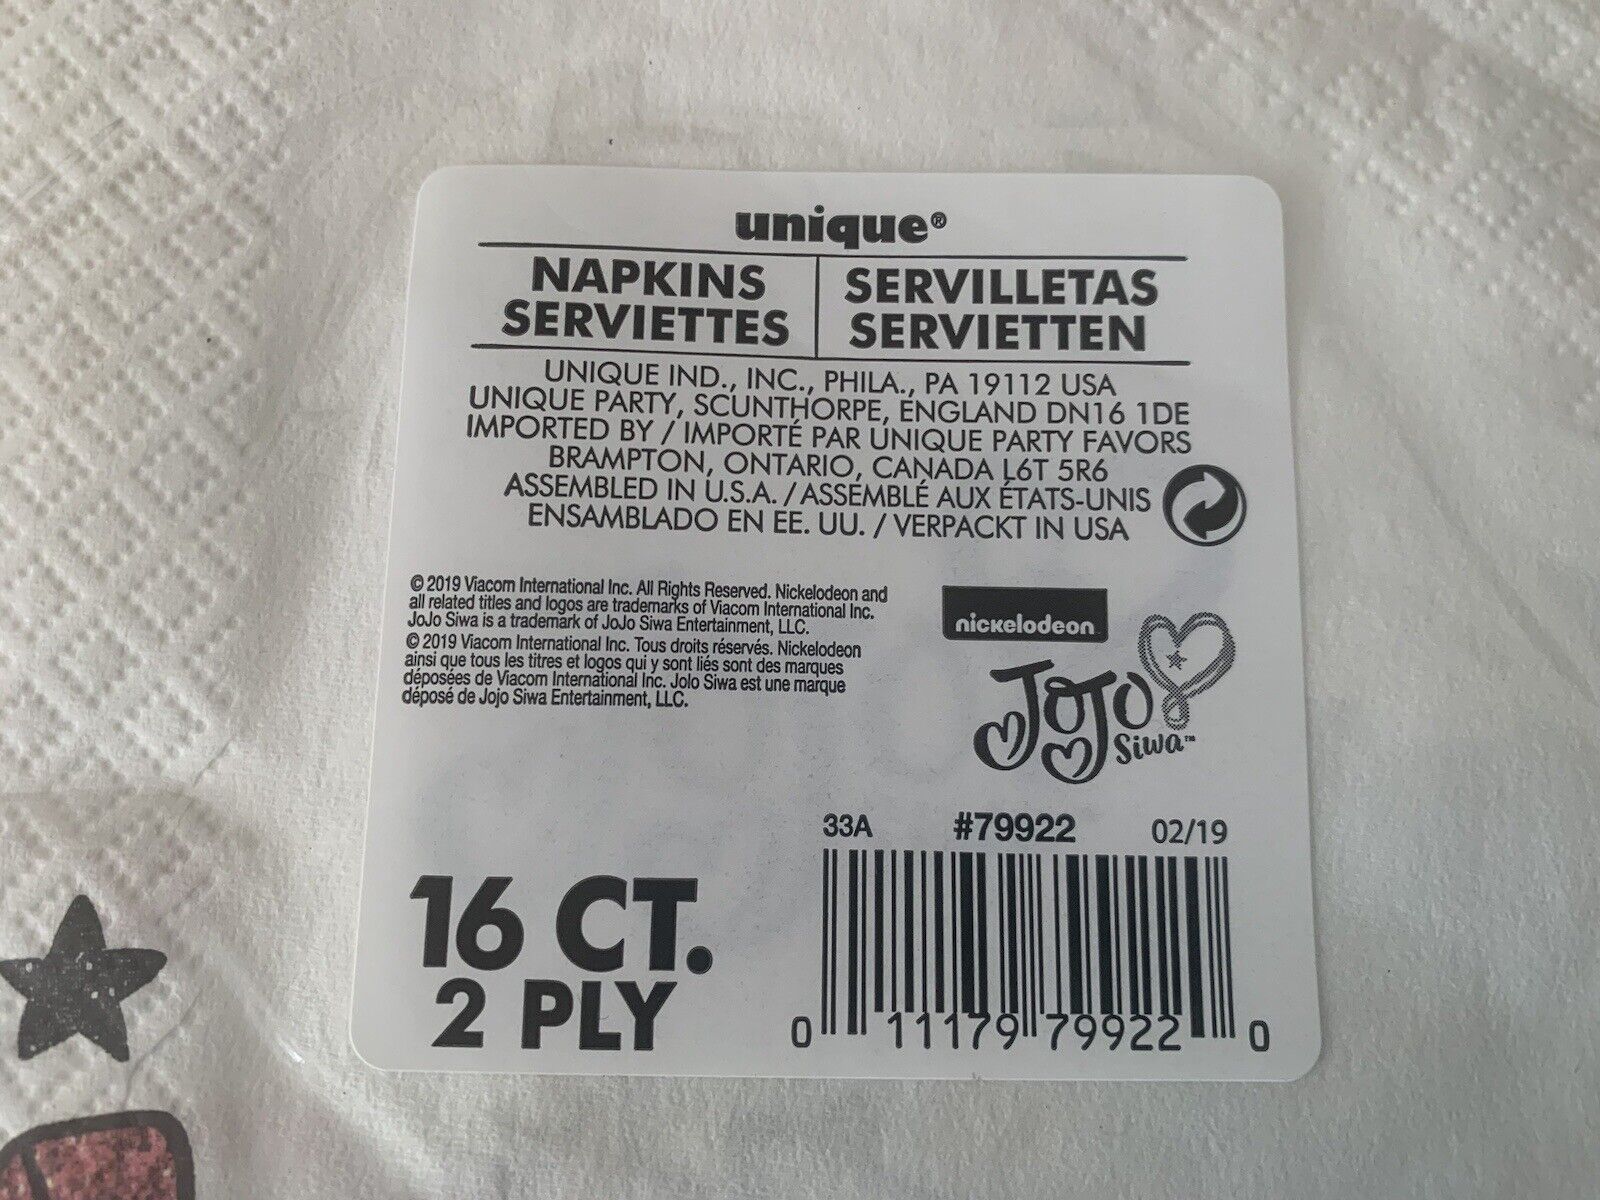 unique®
NAPKINS
SERVIETTES
SERVILLETAS
SERVIETTEN
UNIQUE IND., INC., PHILA., PA 19112 USA
UNIQUE PARTY, SCUNTHORPE, ENGLAND DN16 1DE
IMPORTED BY / IMPORTÉ PAR UNIQUE PARTY FAVORS
BRAMPTON, ONTARIO, CANADA L6T 5R6
ASSEMBLED IN U.S.A. / ASSEMBLÉ AUX ÉTATS-UNIS
ENSAMBLADO EN EE. UU. / VERPACKT IN USA
© 2019 Viacom International Inc. All Rights Reserved. Nickelodeon and
all related titles and logos are trademarks of Viacom International Inc.
JoJo Siwa is a trademark of JoJo Siwa Entertainment, LLC.
© 2019 Viacom International Inc. Tous droits réservés. Nickelodeon
ainsi que tous les titres et logos qui y sont liés sont des marques
déposées de Viacom International Inc. Jolo Siwa est une marque
déposé de Jojo Siwa Entertainment, LLC.
nickelodeon
JoJo
Siwa™
33A #79922 02/19
16 CT.
2 PLY
0 11179 79922 0